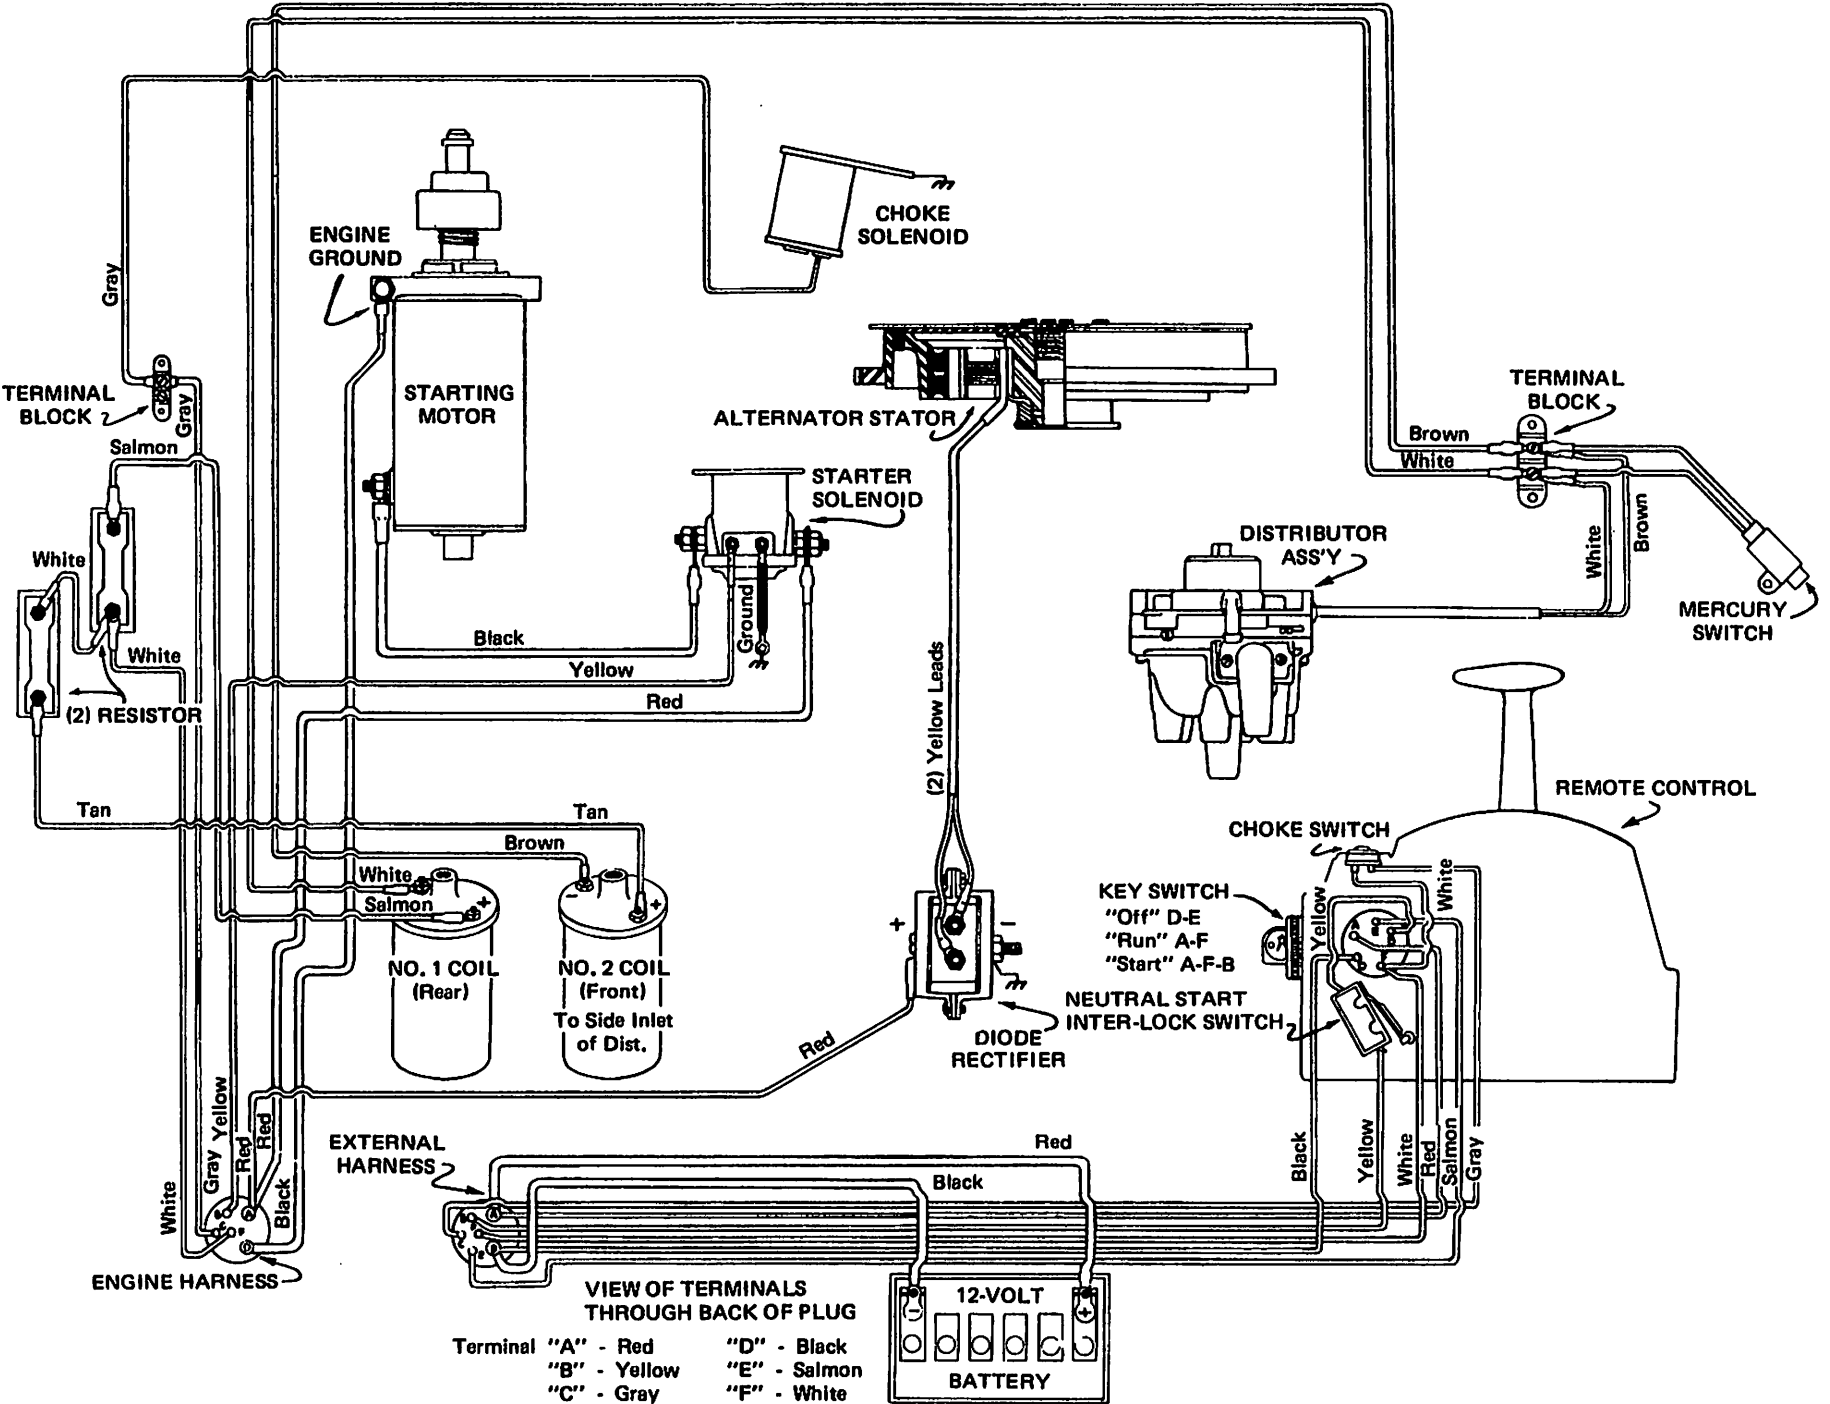 CHOKE
SOLENOID
ENGINE
GROUND
Gray
TERMINAL
BLOCK
Gray
STARTING
MOTOR
ALTERNATOR STATOR
TERMINAL
BLOCK
Brown
White
Salmon
STARTER
SOLENOID
White
Brown
DISTRIBUTOR
ASS'Y
White
MERCURY
SWITCH
Ground
Black
Yellow
White
Red
(2) RESISTOR
(2) Yellow Leads
REMOTE CONTROL
Tan
Tan
Brown
CHOKE SWITCH
White
Salmon
White
Yellow
KEY SWITCH
"Off" D-E
"Run" A-F
"Start" A-F-B
-
+
+
+
-
NO. 1 COIL
(Rear)
NO. 2 COIL
(Front)
To Side Inlet
of Dist.
NEUTRAL START
INTER-LOCK SWITCH
DIODE
RECTIFIER
Red
Yellow
Red
Red
Gray
White
Black
EXTERNAL
HARNESS
Red
Black
Black
Yellow
White
Red
Salmon
Gray
A
ENGINE HARNESS
VIEW OF TERMINALS
THROUGH BACK OF PLUG
Terminal "A" - Red "D" - Black
"B" - Yellow "E" - Salmon
"C" - Gray "F" - White
12-VOLT
- +
BATTERY